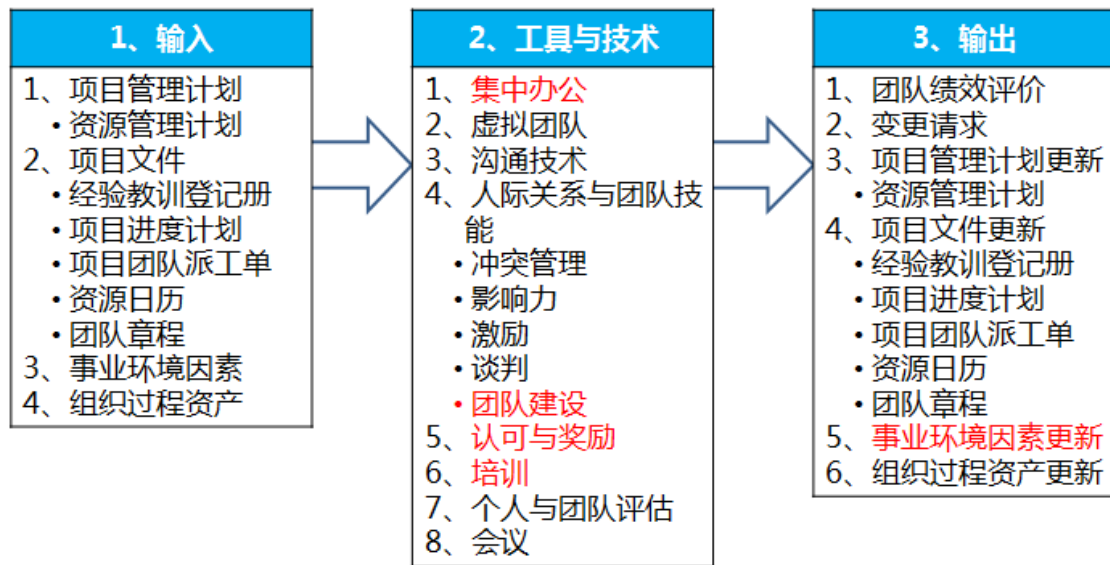 1、输入
1、项目管理计划
• 资源管理计划
2、项目文件
• 经验教训登记册
• 项目进度计划
• 项目团队派工单
• 资源日历
• 团队章程
3、事业环境因素
4、组织过程资产
2、工具与技术
1、集中办公
2、虚拟团队
3、沟通技术
4、人际关系与团队技
能
• 冲突管理
• 影响力
• 激励
• 谈判
• 团队建设
5、认可与奖励
6、培训
7、个人与团队评估
8、会议
3、输出
1、团队绩效评价
2、变更请求
3、项目管理计划更新
• 资源管理计划
4、项目文件更新
• 经验教训登记册
• 项目进度计划
• 项目团队派工单
• 资源日历
• 团队章程
5、事业环境因素更新
6、组织过程资产更新